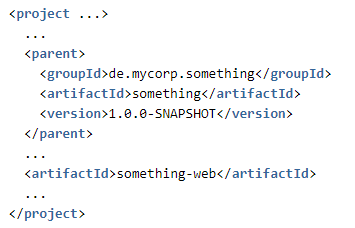 <project ...>
  ...
  <parent>
    <groupId>de.mycorp.something</groupId>
    <artifactId>something</artifactId>
    <version>1.0.0-SNAPSHOT</version>
  </parent>
  ...
  <artifactId>something-web</artifactId>
  ...
</project>